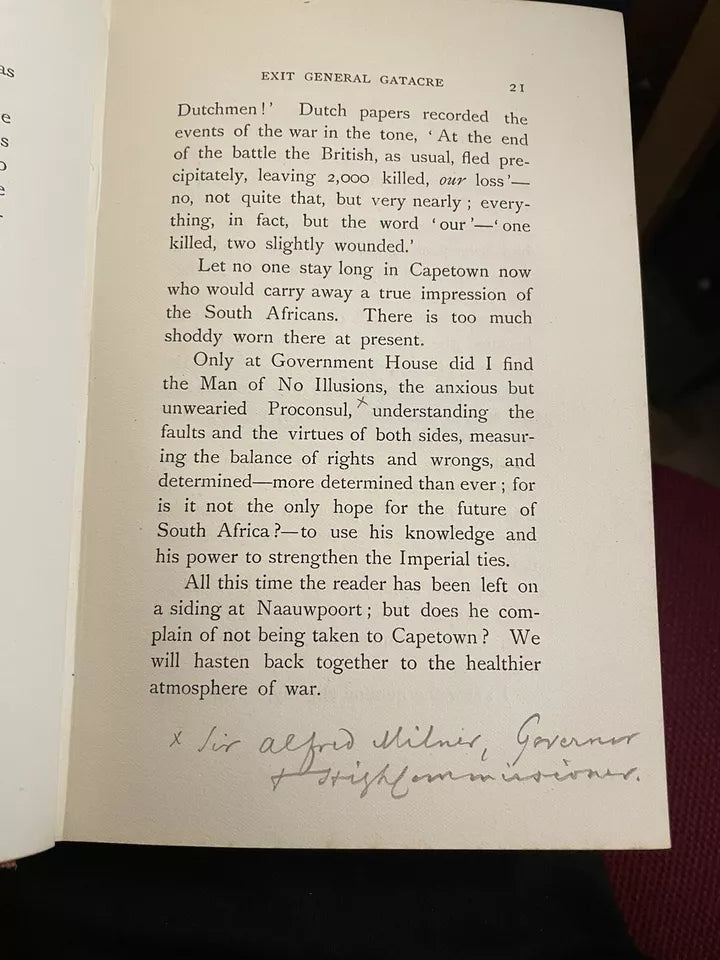 as
e
s
o
e
-
EXIT GENERAL GATACRE 21
Dutchmen!' Dutch papers recorded the
events of the war in the tone, 'At the end
of the battle the British, as usual, fled pre-
cipitately, leaving 2,000 killed, our loss'—
no, not quite that, but very nearly; every-
thing, in fact, but the word 'our'—'one
killed, two slightly wounded.'
Let no one stay long in Capetown now
who would carry away a true impression of
the South Africans. There is too much
shoddy worn there at present.
Only at Government House did I find
the Man of No Illusions, the anxious but
unwearied Proconsul, x understanding the
faults and the virtues of both sides, measur-
ing the balance of rights and wrongs, and
determined—more determined than ever; for
is it not the only hope for the future of
South Africa?—to use his knowledge and
his power to strengthen the Imperial ties.
All this time the reader has been left on
a siding at Naauwpoort; but does he com-
plain of not being taken to Capetown? We
will hasten back together to the healthier
atmosphere of war.
x Sir Alfred Milner, Governor
+ High Commissioner.